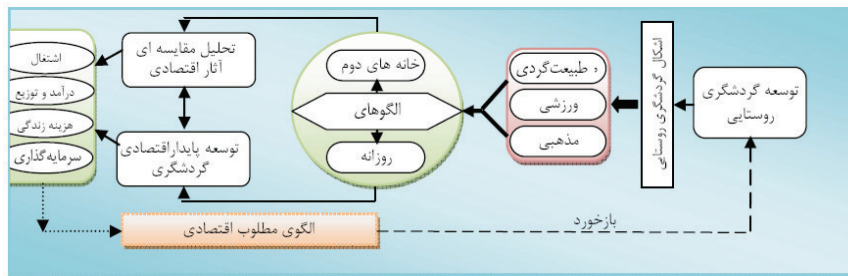 توسعه گردشگری
روستایی
اشکال گردشگری روستایی
طبیعت‌گردی
ورزشی
مذهبی
خانه های دوم
الگوهای
روزانه
تحلیل مقایسه ای
آثار اقتصادی
توسعه پایداراقتصادی
گردشگری
اشتغال
درآمد و توزیع
هزینه زندگی
سرمایه‌گذاری
الگوی مطلوب اقتصادی
بازخورد